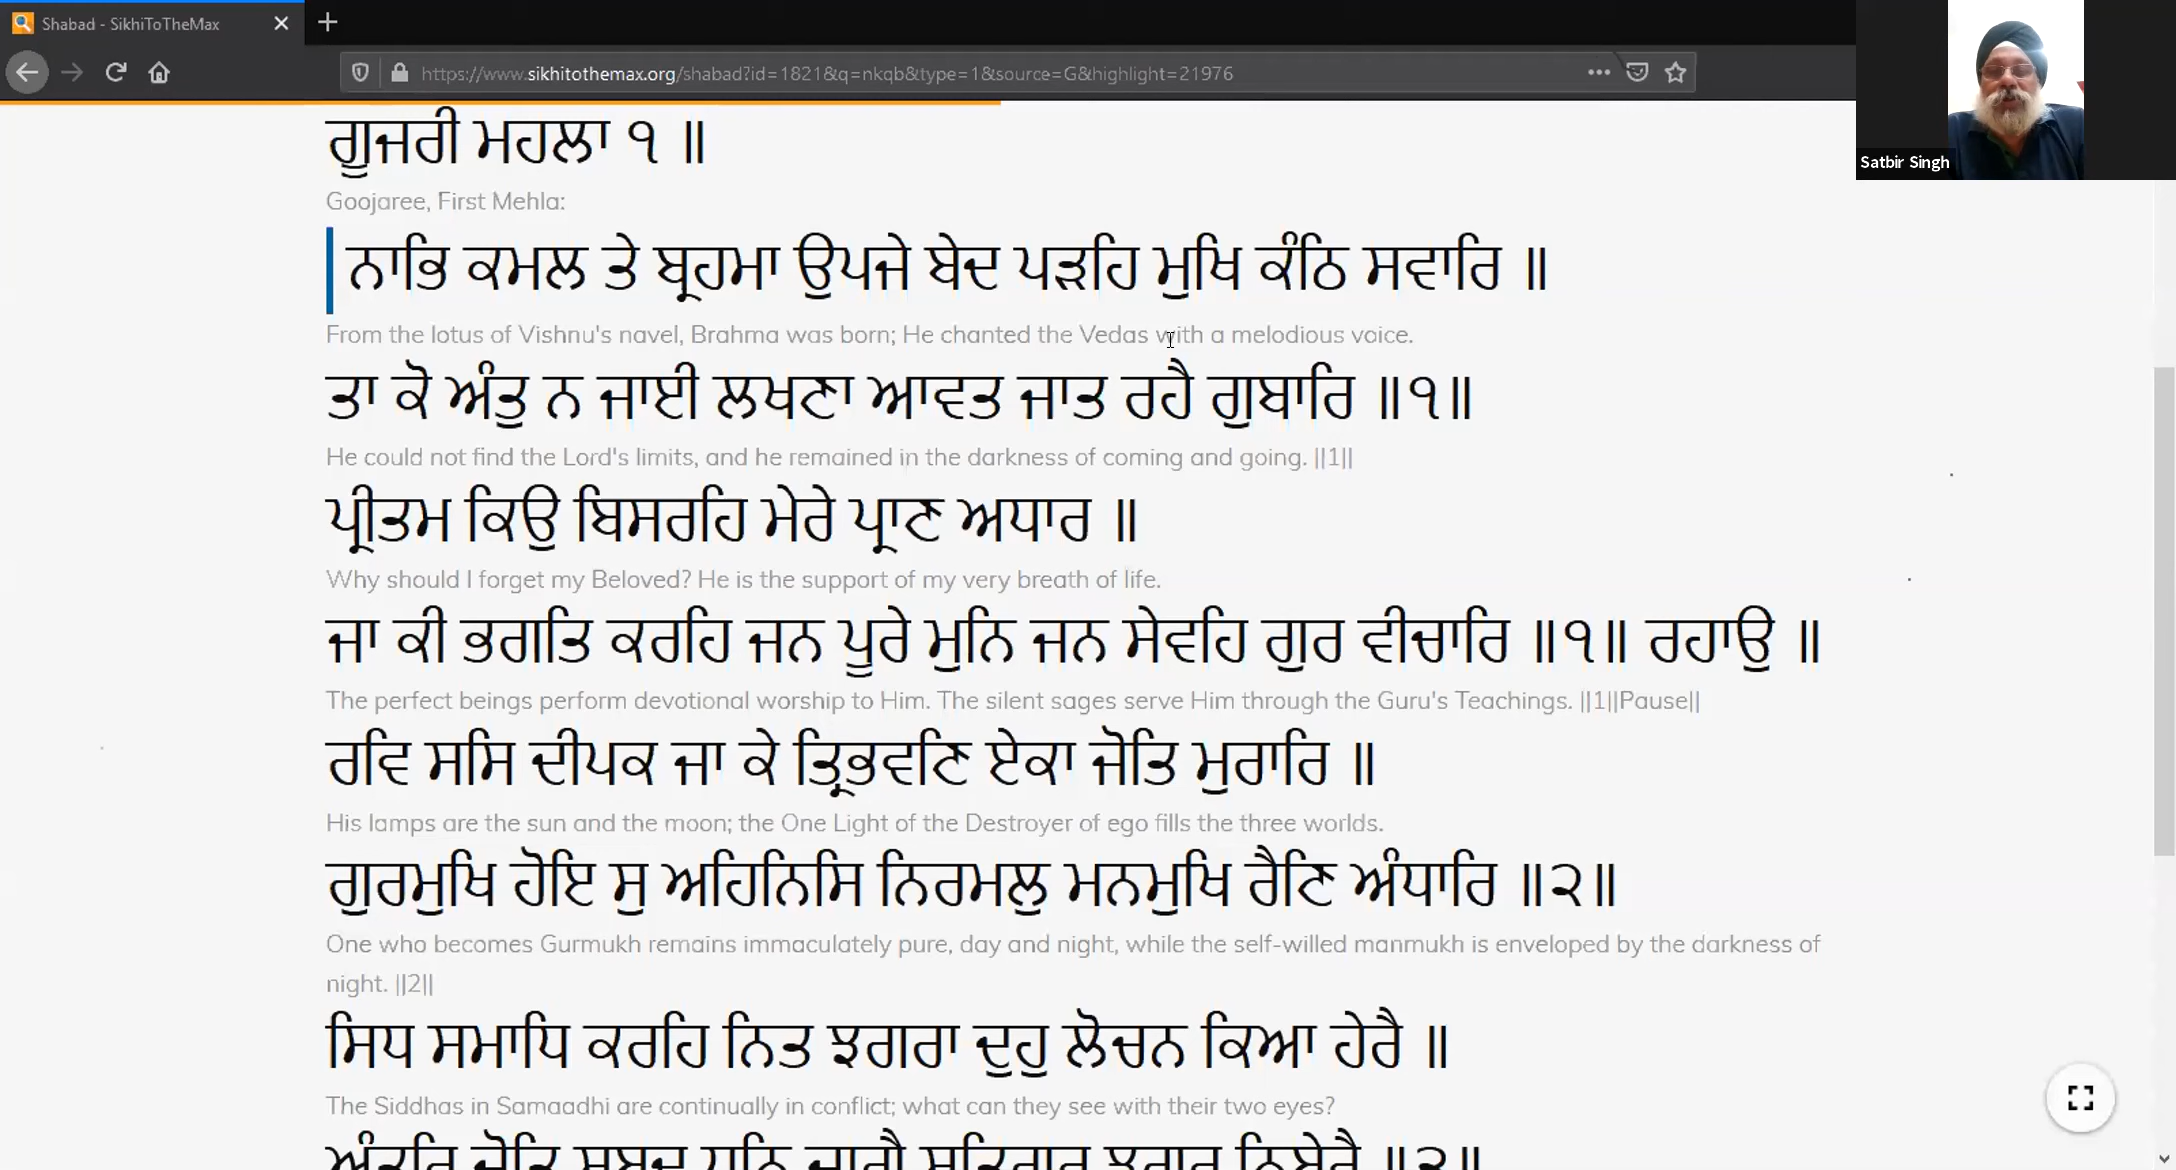 Shabad - SikhiToTheMax
https://www.sikhitothemax.org/shabad?id=1821&q=nkqb&type=1&source=G&highlight=21976
Satbir Singh
ਗੂਜਰੀ ਮਹਲਾ ੧ ॥
Goojaree, First Mehla:
ਨਾਭਿ ਕਮਲ ਤੇ ਬ੍ਰਹਮਾ ਉਪਜੇ ਬੇਦ ਪੜਹਿ ਮੁਖਿ ਕੰਠਿ ਸਵਾਰਿ ॥
From the lotus of Vishnu's navel, Brahma was born; He chanted the Vedas with a melodious voice.
ਤਾ ਕੋ ਅੰਤੁ ਨ ਜਾਈ ਲਖਣਾ ਆਵਤ ਜਾਤ ਰਹੈ ਗੁਬਾਰਿ ॥੧॥
He could not find the Lord's limits, and he remained in the darkness of coming and going. ||1||
ਪ੍ਰੀਤਮ ਕਿਉ ਬਿਸਰਹਿ ਮੇਰੇ ਪ੍ਰਾਣ ਅਧਾਰ ॥
Why should I forget my Beloved? He is the support of my very breath of life.
ਜਾ ਕੀ ਭਗਤਿ ਕਰਹਿ ਜਨ ਪੂਰੇ ਮੁਨਿ ਜਨ ਸੇਵਹਿ ਗੁਰ ਵੀਚਾਰਿ ॥੧॥ ਰਹਾਉ ॥
The perfect beings perform devotional worship to Him. The silent sages serve Him through the Guru's Teachings. ||1||Pause||
ਰਵਿ ਸਸਿ ਦੀਪਕ ਜਾ ਕੇ ਤ੍ਰਿਭਵਣਿ ਏਕਾ ਜੋਤਿ ਮੁਰਾਰਿ ॥
His lamps are the sun and the moon; the One Light of the Destroyer of ego fills the three worlds.
ਗੁਰਮੁਖਿ ਹੋਇ ਸੁ ਅਹਿਨਿਸਿ ਨਿਰਮਲੁ ਮਨਮੁਖਿ ਰੈਣਿ ਅੰਧਾਰਿ ॥੨॥
One who becomes Gurmukh remains immaculately pure, day and night, while the self-willed manmukh is enveloped by the darkness of
night. ||2||
ਸਿਧ ਸਮਾਧਿ ਕਰਹਿ ਨਿਤ ਝਗਰਾ ਦੁਹੁ ਲੋਚਨ ਕਿਆ ਹੇਰੈ ॥
The Siddhas in Samaadhi are continually in conflict; what can they see with their two eyes?
ਅੰਤਰਿ ਜੋਤਿ ਸਬਦੁ ਧੁਨਿ ਜਾਗੈ ਸਤਿਗੁਰੁ ਝਗਰੁ ਨਿਬੇਰੈ ॥੩॥